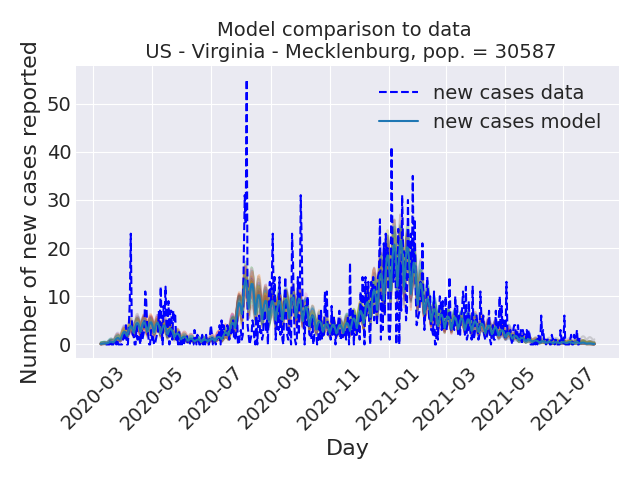 Model comparison to data
US - Virginia - Mecklenburg, pop. = 30587
Number of new cases reported
50
40
30
20
10
0
new cases data
new cases model
2020-03
2020-05
2020-07
2020-09
2020-11
2021-01
2021-03
2021-05
2021-07
Day